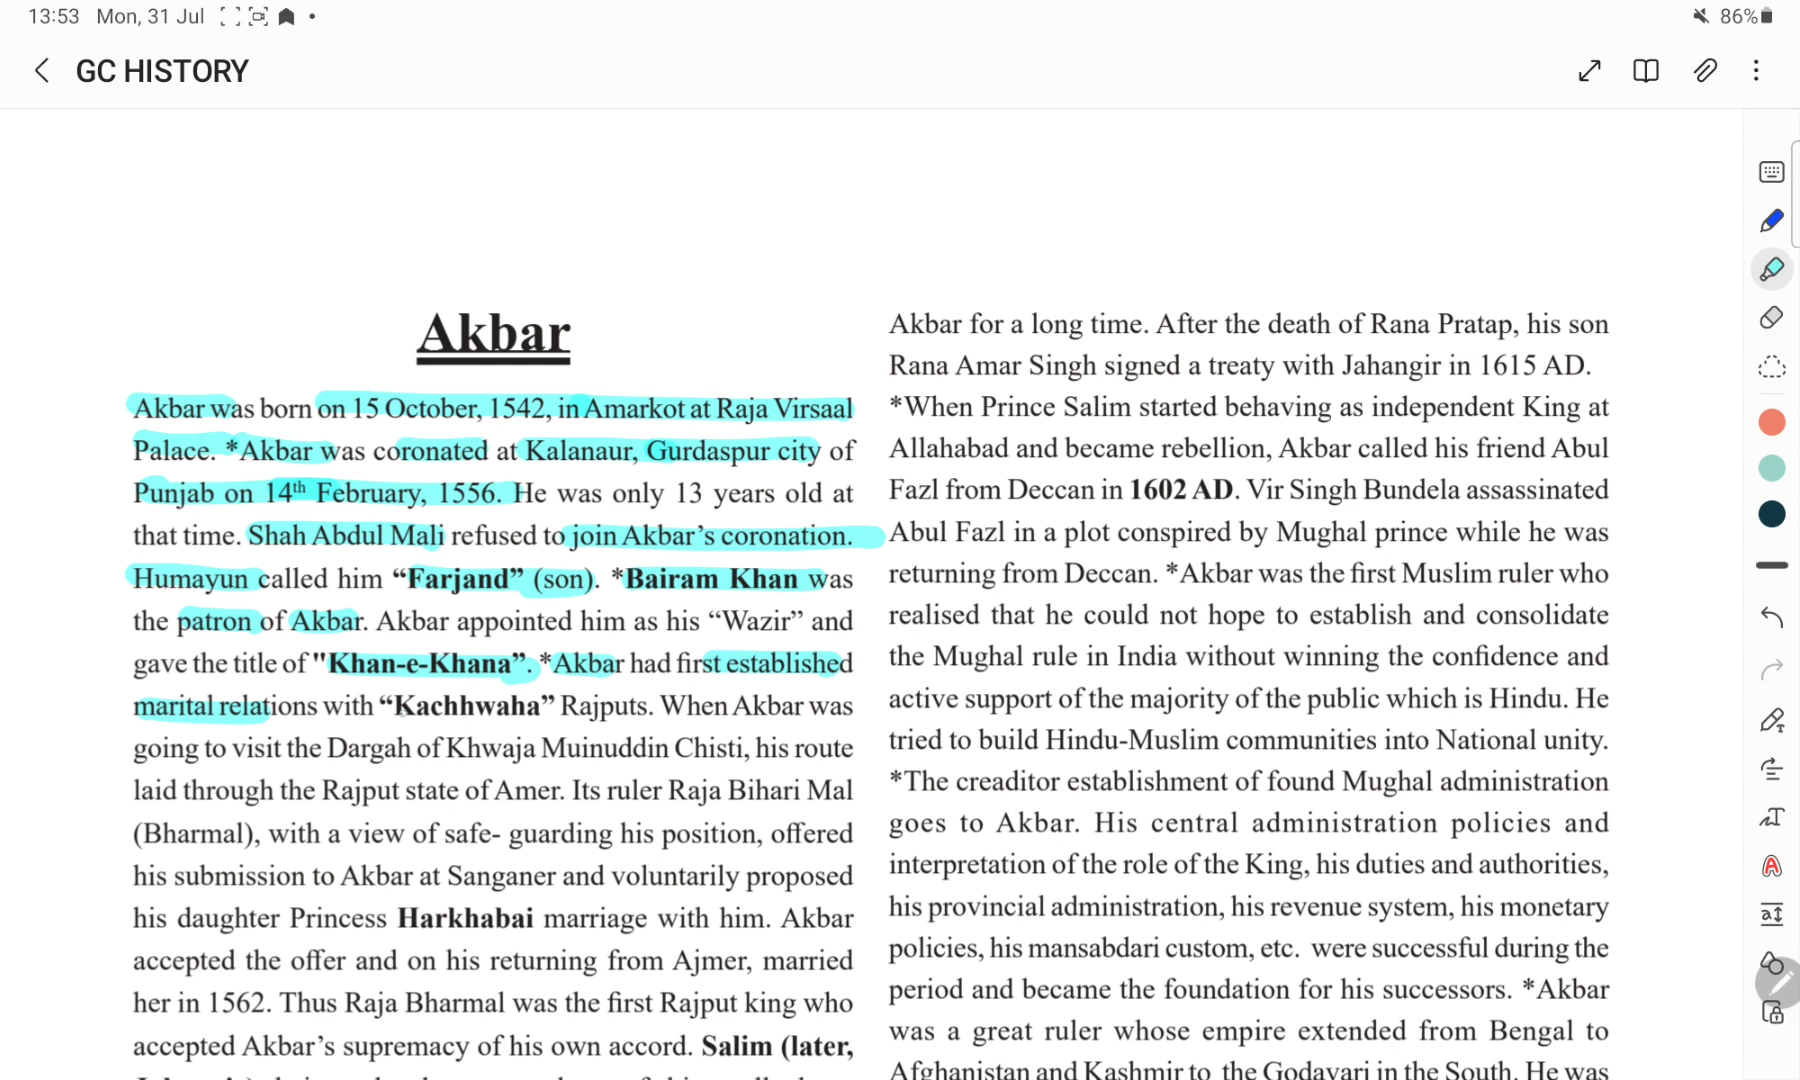 13:53 Mon, 31 Jul
86%
GC HISTORY
Akbar
Akbar was born on 15 October, 1542, in Amarkot at Raja Virsaal
Palace. *Akbar was coronated at Kalanaur, Gurdaspur city of
Punjab on 14th February, 1556. He was only 13 years old at
that time. Shah Abdul Mali refused to join Akbar’s coronation.
Humayun called him “Farjand” (son). *Bairam Khan was
the patron of Akbar. Akbar appointed him as his “Wazir” and
gave the title of "Khan-e-Khana”. *Akbar had first established
marital relations with “Kachhwaha” Rajputs. When Akbar was
going to visit the Dargah of Khwaja Muinuddin Chisti, his route
laid through the Rajput state of Amer. Its ruler Raja Bihari Mal
(Bharmal), with a view of safe- guarding his position, offered
his submission to Akbar at Sanganer and voluntarily proposed
his daughter Princess Harkhabai marriage with him. Akbar
accepted the offer and on his returning from Ajmer, married
her in 1562. Thus Raja Bharmal was the first Rajput king who
accepted Akbar’s supremacy of his own accord. Salim (later,
Akbar for a long time. After the death of Rana Pratap, his son
Rana Amar Singh signed a treaty with Jahangir in 1615 AD.
*When Prince Salim started behaving as independent King at
Allahabad and became rebellion, Akbar called his friend Abul
Fazl from Deccan in 1602 AD. Vir Singh Bundela assassinated
Abul Fazl in a plot conspired by Mughal prince while he was
returning from Deccan. *Akbar was the first Muslim ruler who
realised that he could not hope to establish and consolidate
the Mughal rule in India without winning the confidence and
active support of the majority of the public which is Hindu. He
tried to build Hindu-Muslim communities into National unity.
*The creaditor establishment of found Mughal administration
goes to Akbar. His central administration policies and
interpretation of the role of the King, his duties and authorities,
his provincial administration, his revenue system, his monetary
policies, his mansabdari custom, etc. were successful during the
period and became the foundation for his successors. *Akbar
was a great ruler whose empire extended from Bengal to
Afghanistan and Kashmir to the Godavari in the South. He was